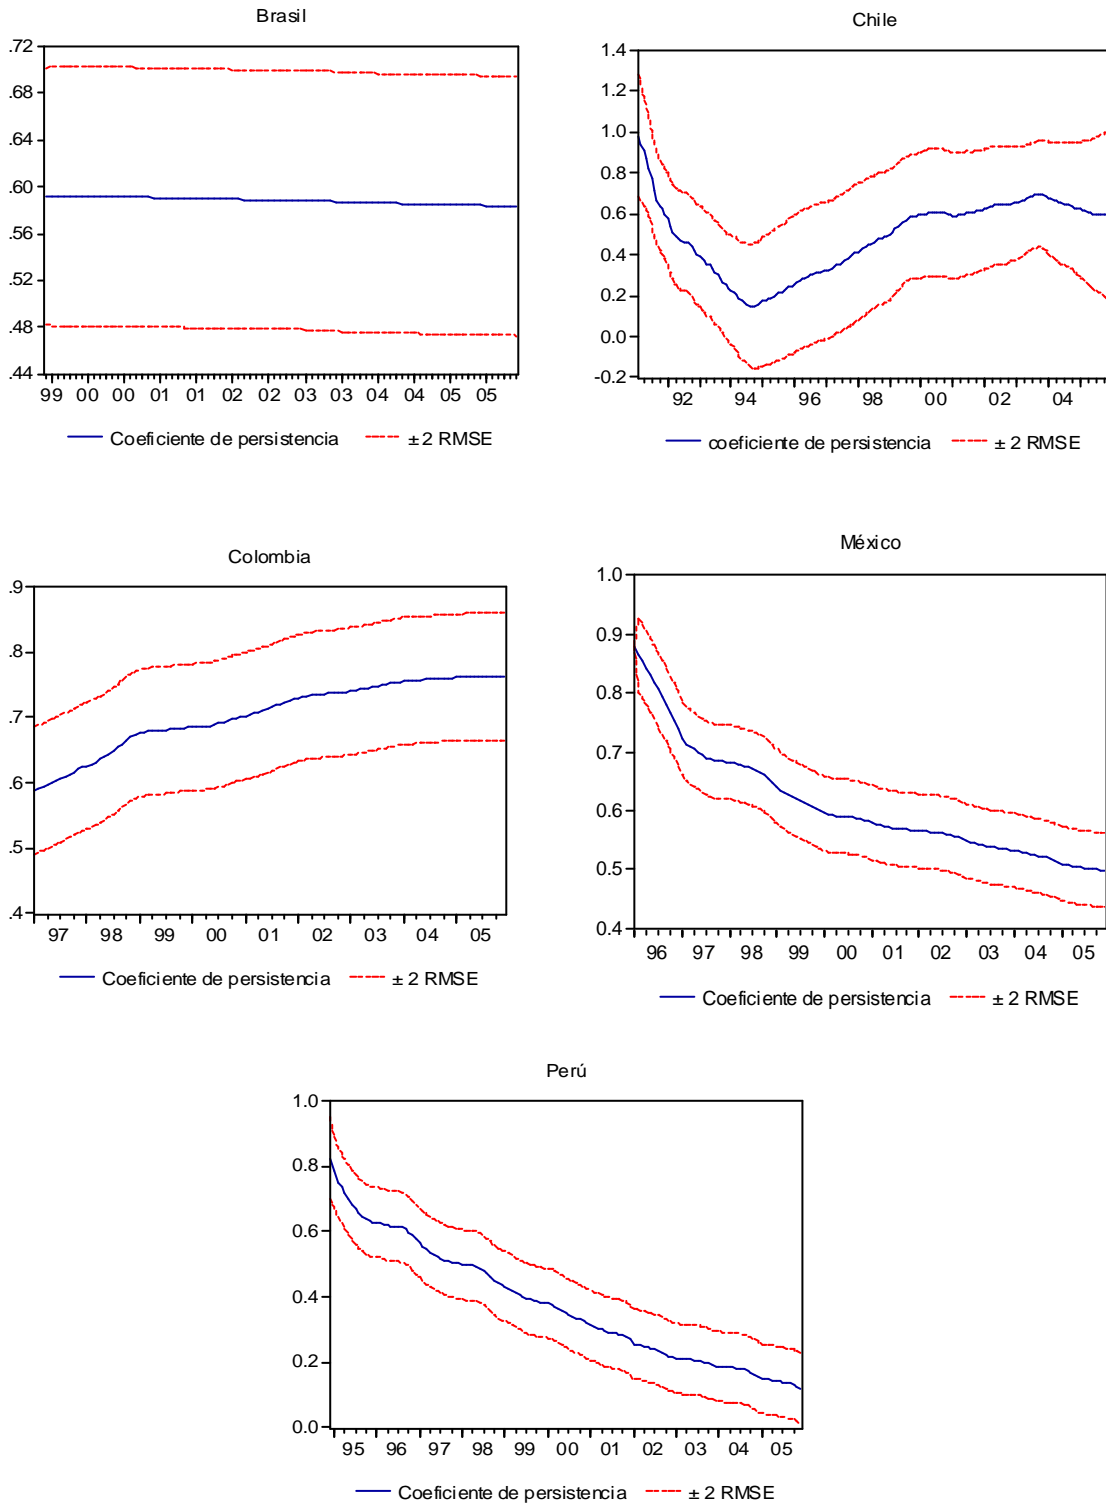 Brasil
.72
.68
.64
.60
.56
.52
.48
.44
99 00 00 01 02 02 03 03 04 05 05
Coeficiente de persistencia ± 2 RMSE
Chile
1.4
1.2
1.0
0.8
0.6
0.4
0.2
0.0
-0.2
92 94 96 98 00 02 04
coeficiente de persistencia ± 2 RMSE
Colombia
.9
.8
.7
.6
.5
.4
97 98 99 00 01 02 03 04 05
Coeficiente de persistencia ± 2 RMSE
México
1.0
0.9
0.8
0.7
0.6
0.5
0.4
96 97 98 99 00 01 02 03 04 05
Coeficiente de persistencia ± 2 RMSE
Perú
1.0
0.8
0.6
0.4
0.2
0.0
95 96 97 98 99 00 01 02 03 04 05
Coeficiente de persistencia ± 2 RMSE